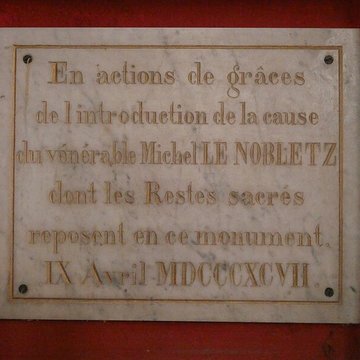 En actions de grâces
de l'introduction de la cause
du vénérable Michel LE NOBLETZ
dont les Restes sacrés
reposent en ce monument.
IX Avril MDCCCXCVII.